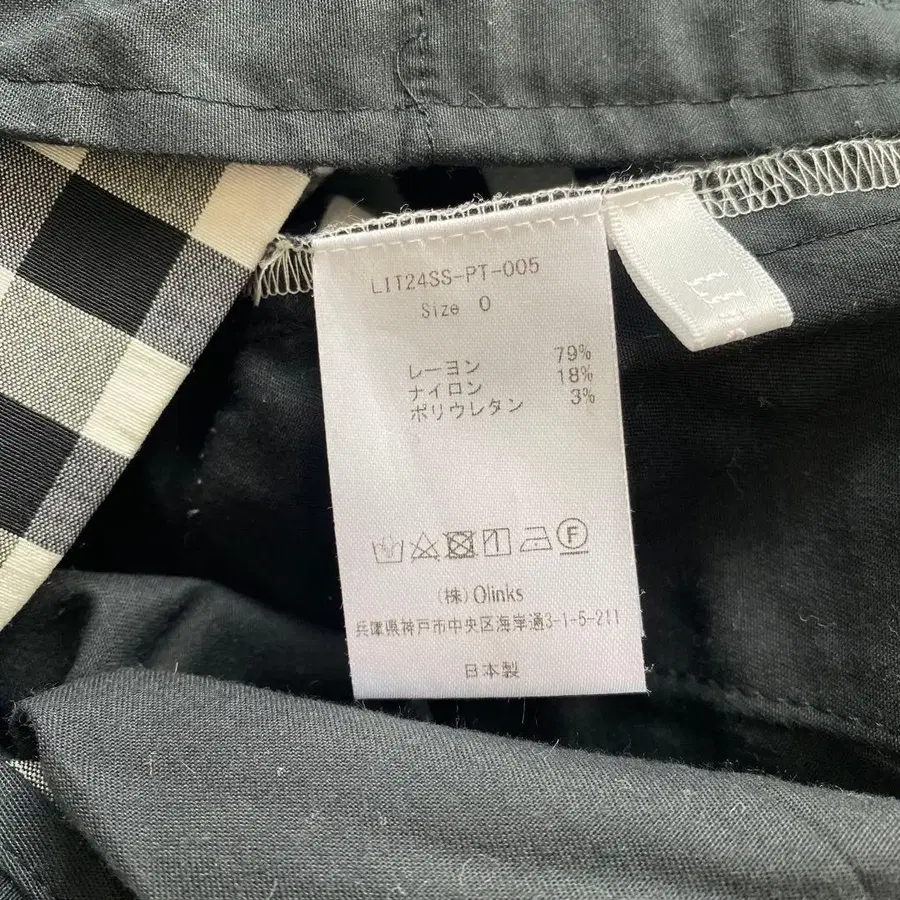 LIT24SS-PT-005
Size 0
レーヨン 79%
ナイロン 18%
ポリウレタン 3%
F
(株)Olinks
兵庫県神戸市中央区海岸通3-1-5-211
日本製